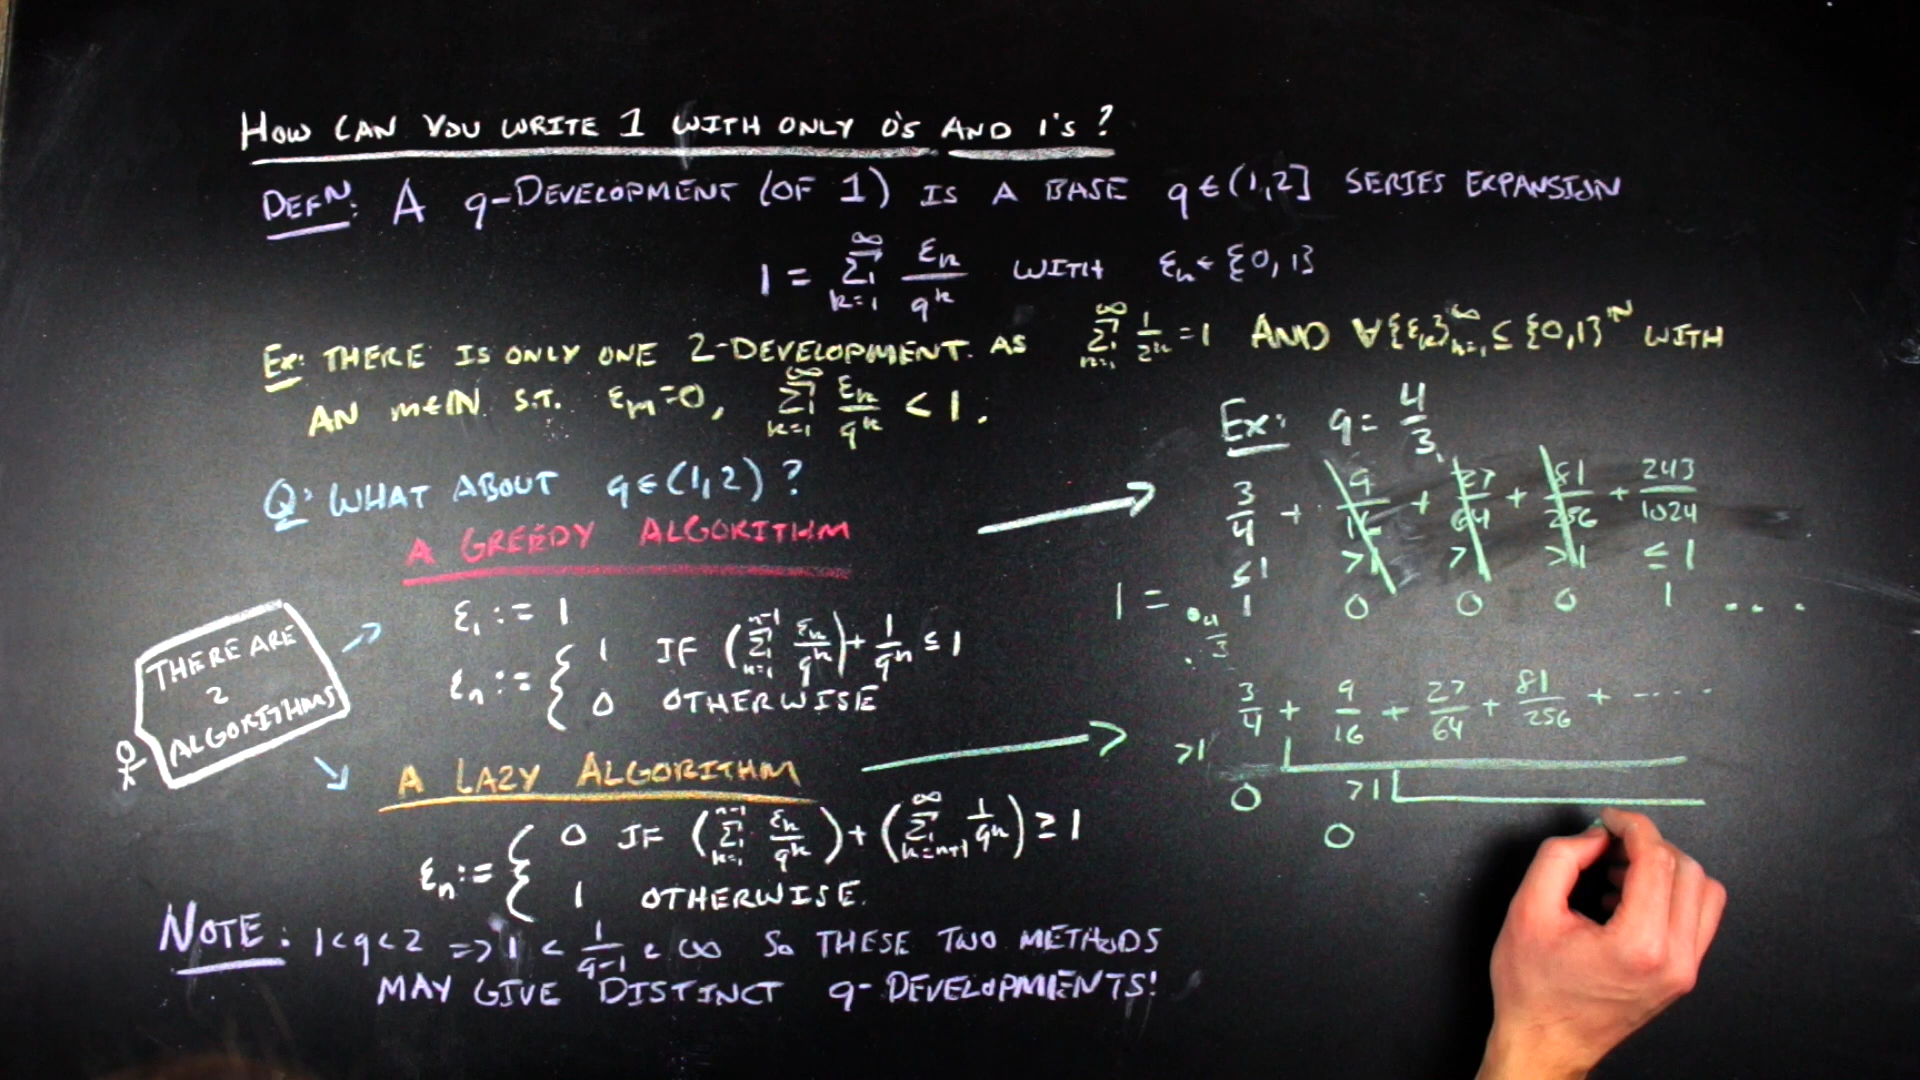 HOW CAN YOU WRITE 1 WITH ONLY 0'S AND 1'S?
DEFN: A q-DEVELOPMENT (OF 1) IS A BASE q∈(1,2] SERIES EXPANSION
1 = ∑_{k=1}^{∞} ε_k/q^k WITH ε_k ∈ {0,1}
EX: THERE IS ONLY ONE 2-DEVELOPMENT. AS ∑_{k=1}^{∞} 1/2^k = 1 AND ∀{ε_k}_{k=1}^{∞} ⊆ {0,1}^ℕ WITH
AN m∈ℕ S.T. ε_m=0, ∑_{k=1}^{∞} ε_k/q^k < 1.
Q: WHAT ABOUT q∈(1,2)?
A GREEDY ALGORITHM
ε_1 := 1
ε_n := { 1 IF (∑_{k=1}^{n-1} ε_k/q^k) + 1/q^n ≤ 1
0 OTHERWISE
THERE ARE
2
ALGORITHMS
A LAZY ALGORITHM
ε_n := { 0 IF (∑_{k=1}^{n-1} ε_k/q^k) + (∑_{k=n+1}^{∞} 1/q^k) ≥ 1
1 OTHERWISE.
NOTE: 1<q<2 => 1 < 1/(q-1) < ∞ SO THESE TWO METHODS
MAY GIVE DISTINCT q-DEVELOPMENTS!
EX: q = 4/3
3/4 + 9/16 + 27/64 + 81/256 + 243/1024
≤1 >1 >1 >1 ≤1
1 = . 1 0 0 0 1 ....
4/3
3/4 + 9/16 + 27/64 + 81/256 + .....
>1
0 >1
0